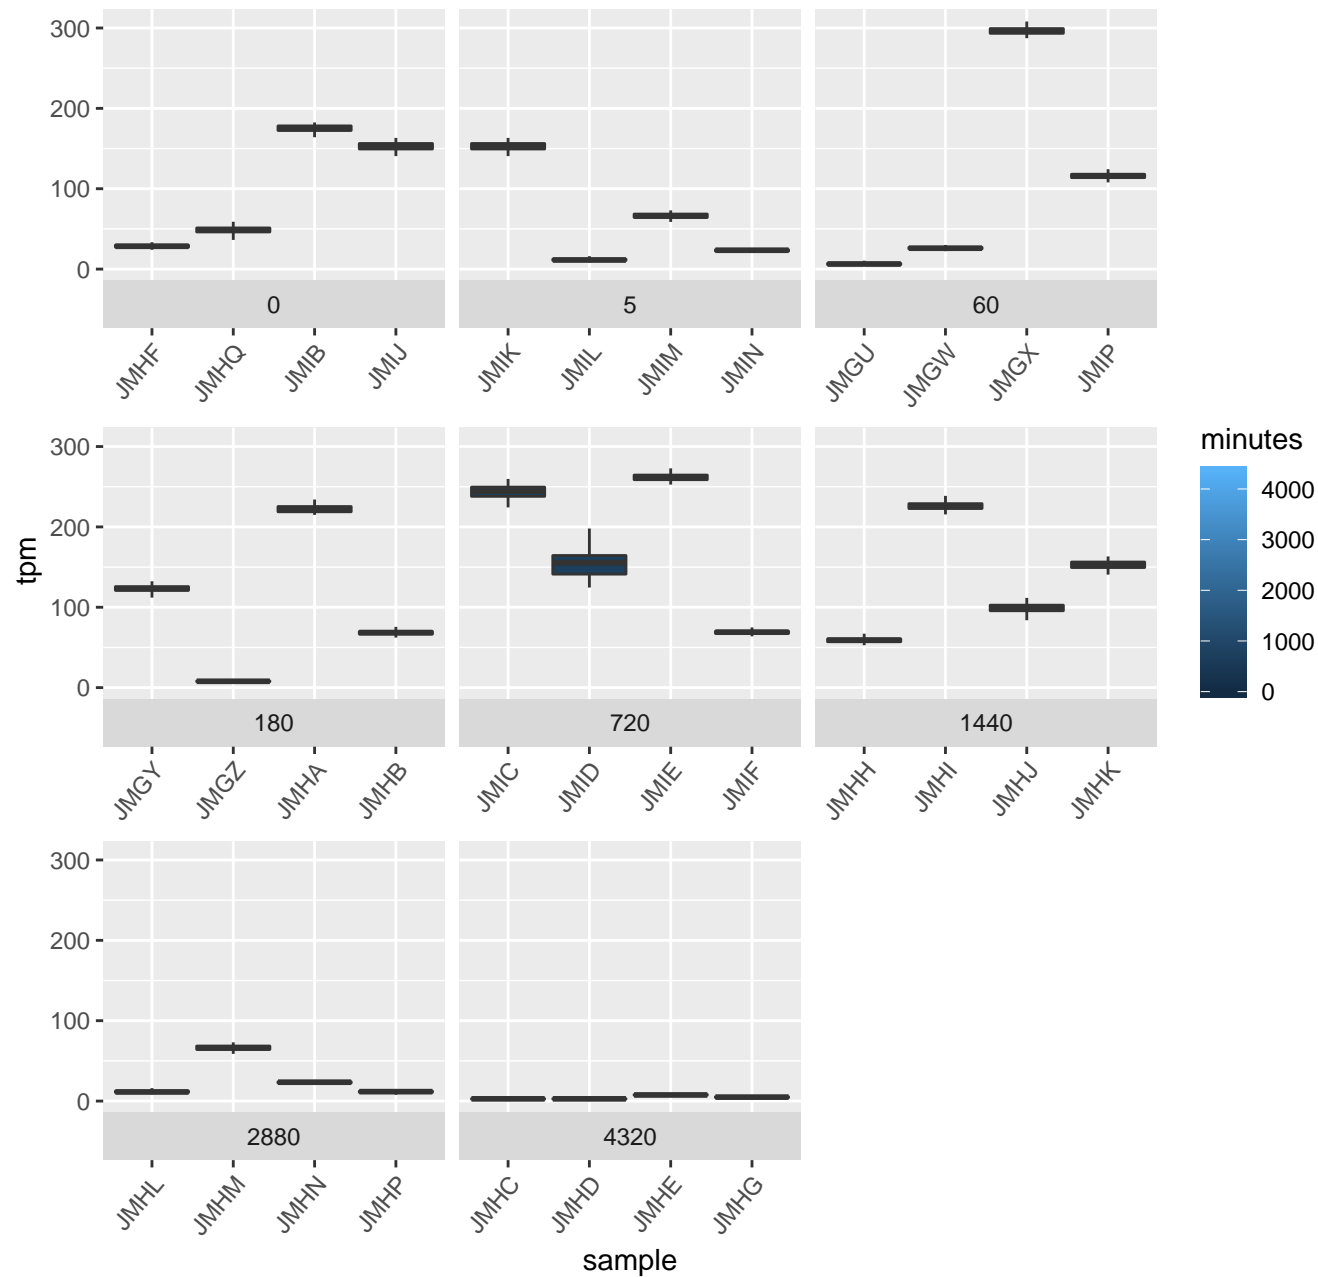 300
200
100
0
0
5
60
JMHF
JMHQ
JMIB
JMIJ
JMIK
JMIL
JMIM
JMIN
JMGU
JMGW
JMGX
JMIP
tpm
300
200
100
0
180
720
1440
JMGY
JMGZ
JMHA
JMHB
JMIC
JMID
JMIE
JMIF
JMHH
JMHI
JMHJ
JMHK
minutes
4000
3000
2000
1000
0
300
200
100
0
2880
4320
JMHL
JMHM
JMHN
JMHP
JMHC
JMHD
JMHE
JMHG
sample